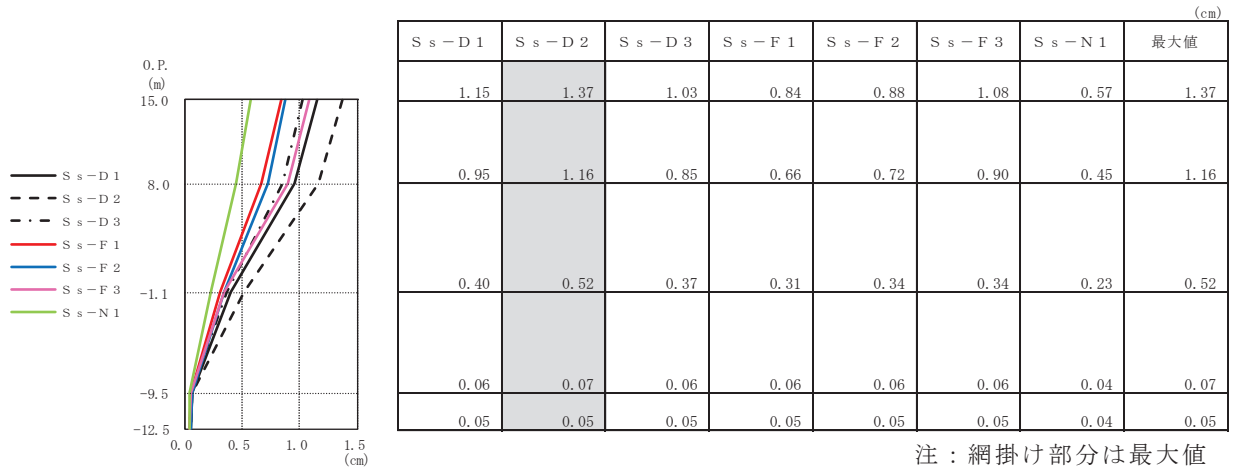 (cm)
Ｓｓ－Ｄ１ Ｓｓ－Ｄ２ Ｓｓ－Ｄ３ Ｓｓ－Ｆ１ Ｓｓ－Ｆ２ Ｓｓ－Ｆ３ Ｓｓ－Ｎ１ 最大値
1.15 1.37 1.03 0.84 0.88 1.08 0.57 1.37
0.95 1.16 0.85 0.66 0.72 0.90 0.45 1.16
0.40 0.52 0.37 0.31 0.34 0.34 0.23 0.52
0.06 0.07 0.06 0.06 0.06 0.06 0.04 0.07
0.05 0.05 0.05 0.05 0.05 0.05 0.04 0.05
O.P.
(m)
15.0
8.0
-1.1
-9.5
-12.5
0.0 0.5 1.0 1.5
(cm)
Ｓｓ－Ｄ１
Ｓｓ－Ｄ２
Ｓｓ－Ｄ３
Ｓｓ－Ｆ１
Ｓｓ－Ｆ２
Ｓｓ－Ｆ３
Ｓｓ－Ｎ１
注：網掛け部分は最大値